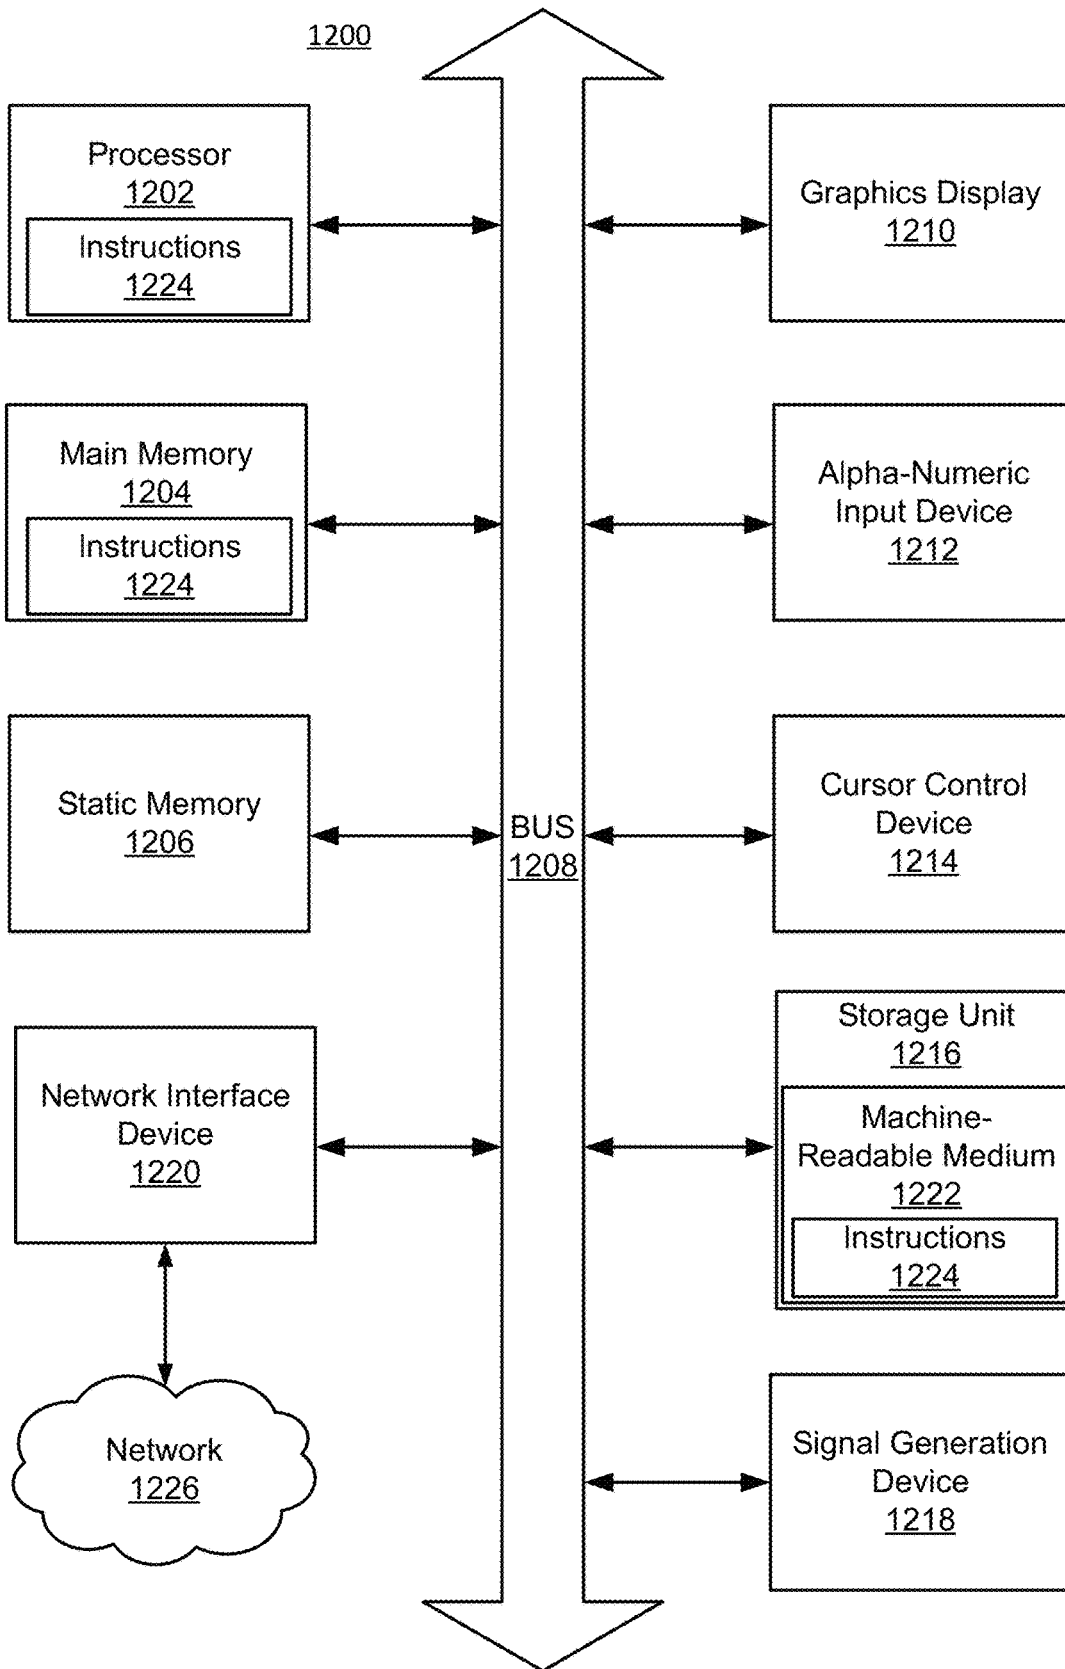 1200
Processor
1202
Instructions
1224
Main Memory
1204
Instructions
1224
Static Memory
1206
Network Interface
Device
1220
Network
1226
BUS
1208
Graphics Display
1210
Alpha-Numeric
Input Device
1212
Cursor Control
Device
1214
Storage Unit
1216
Machine-
Readable Medium
1222
Instructions
1224
Signal Generation
Device
1218